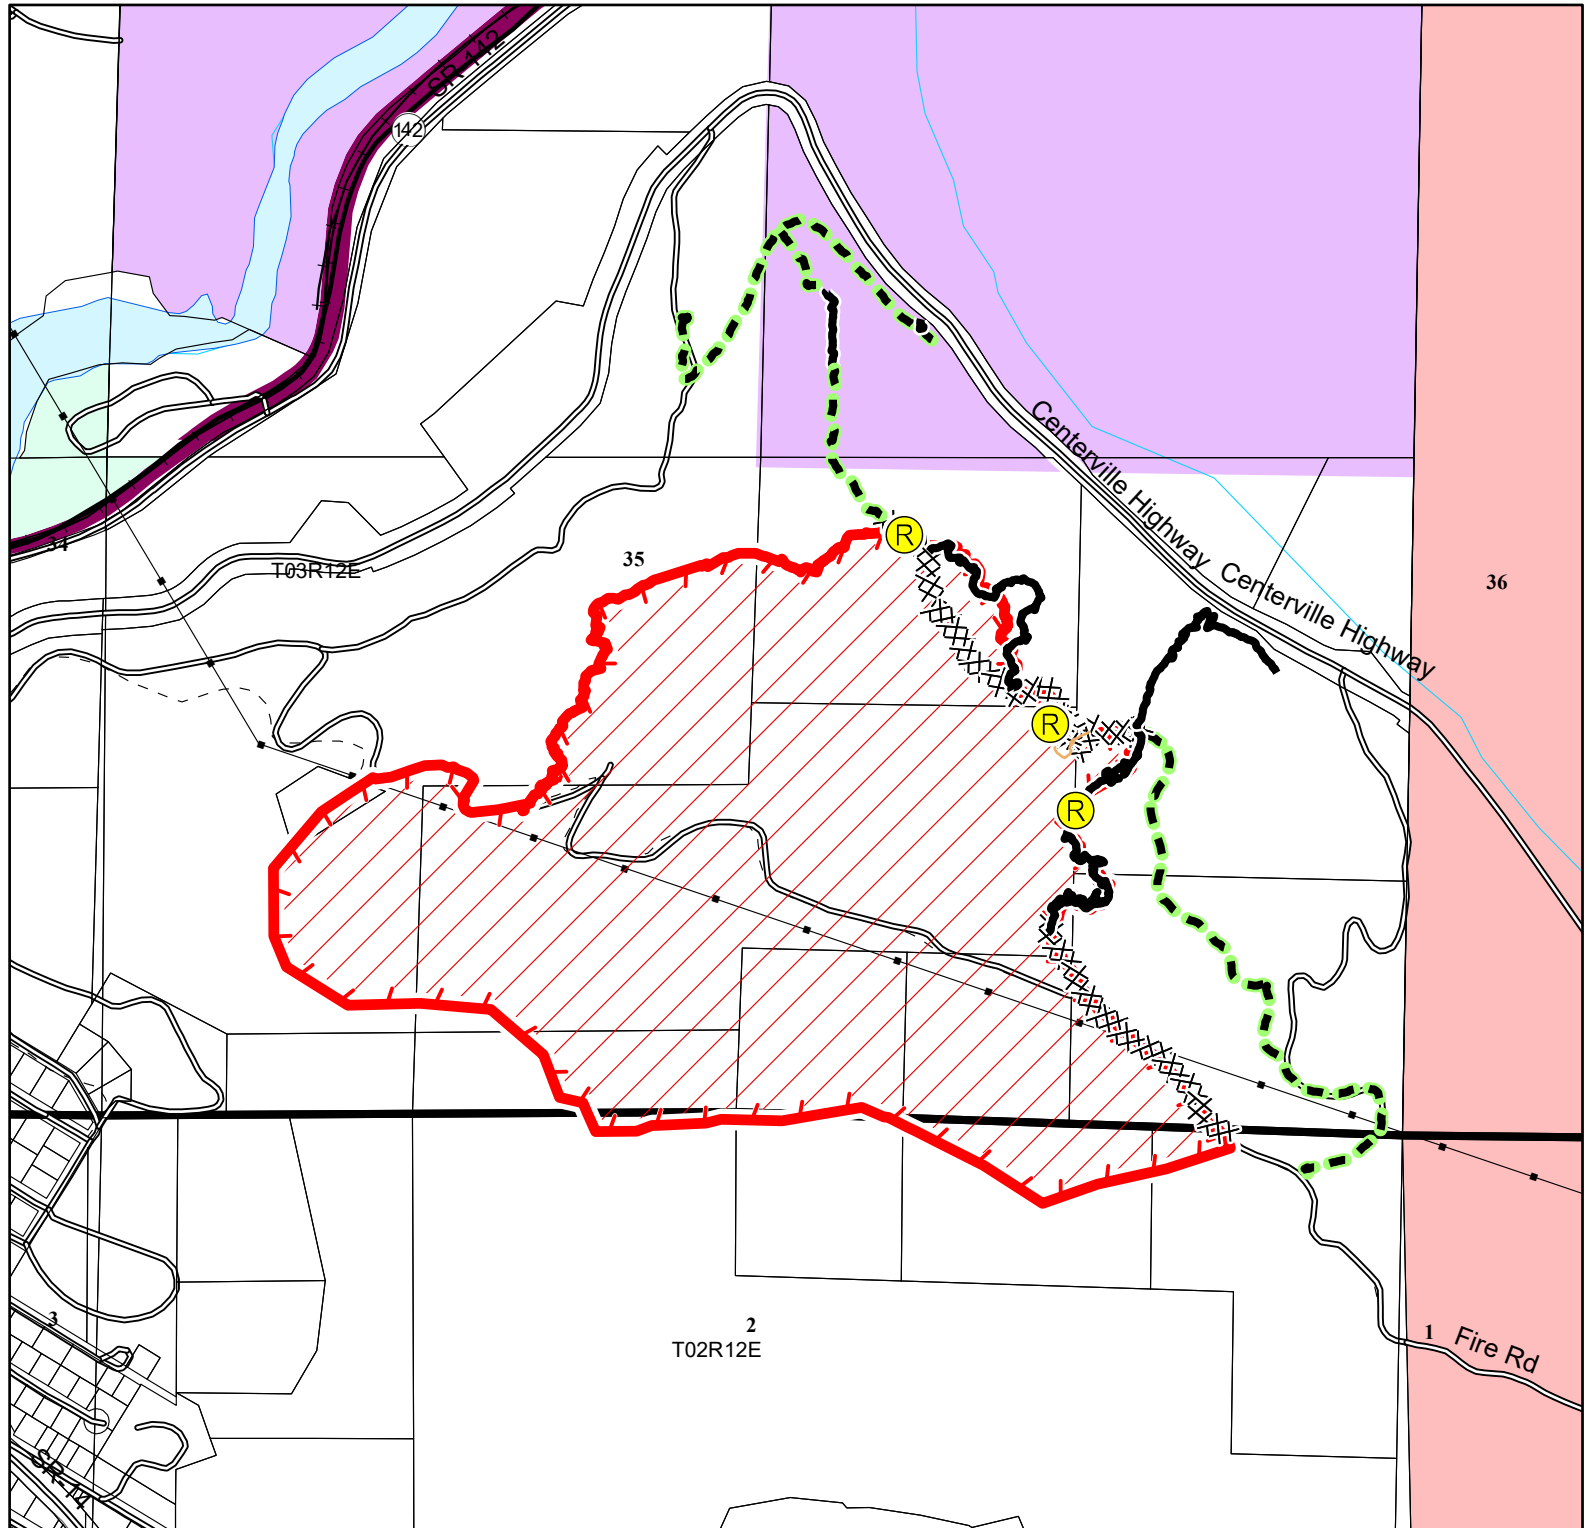 SR 142
142
Centerville Highway
Centerville Highway
34
T03R12E
35
36
R
R
R
3
2
T02R12E
1
Fire Rd
SR-14